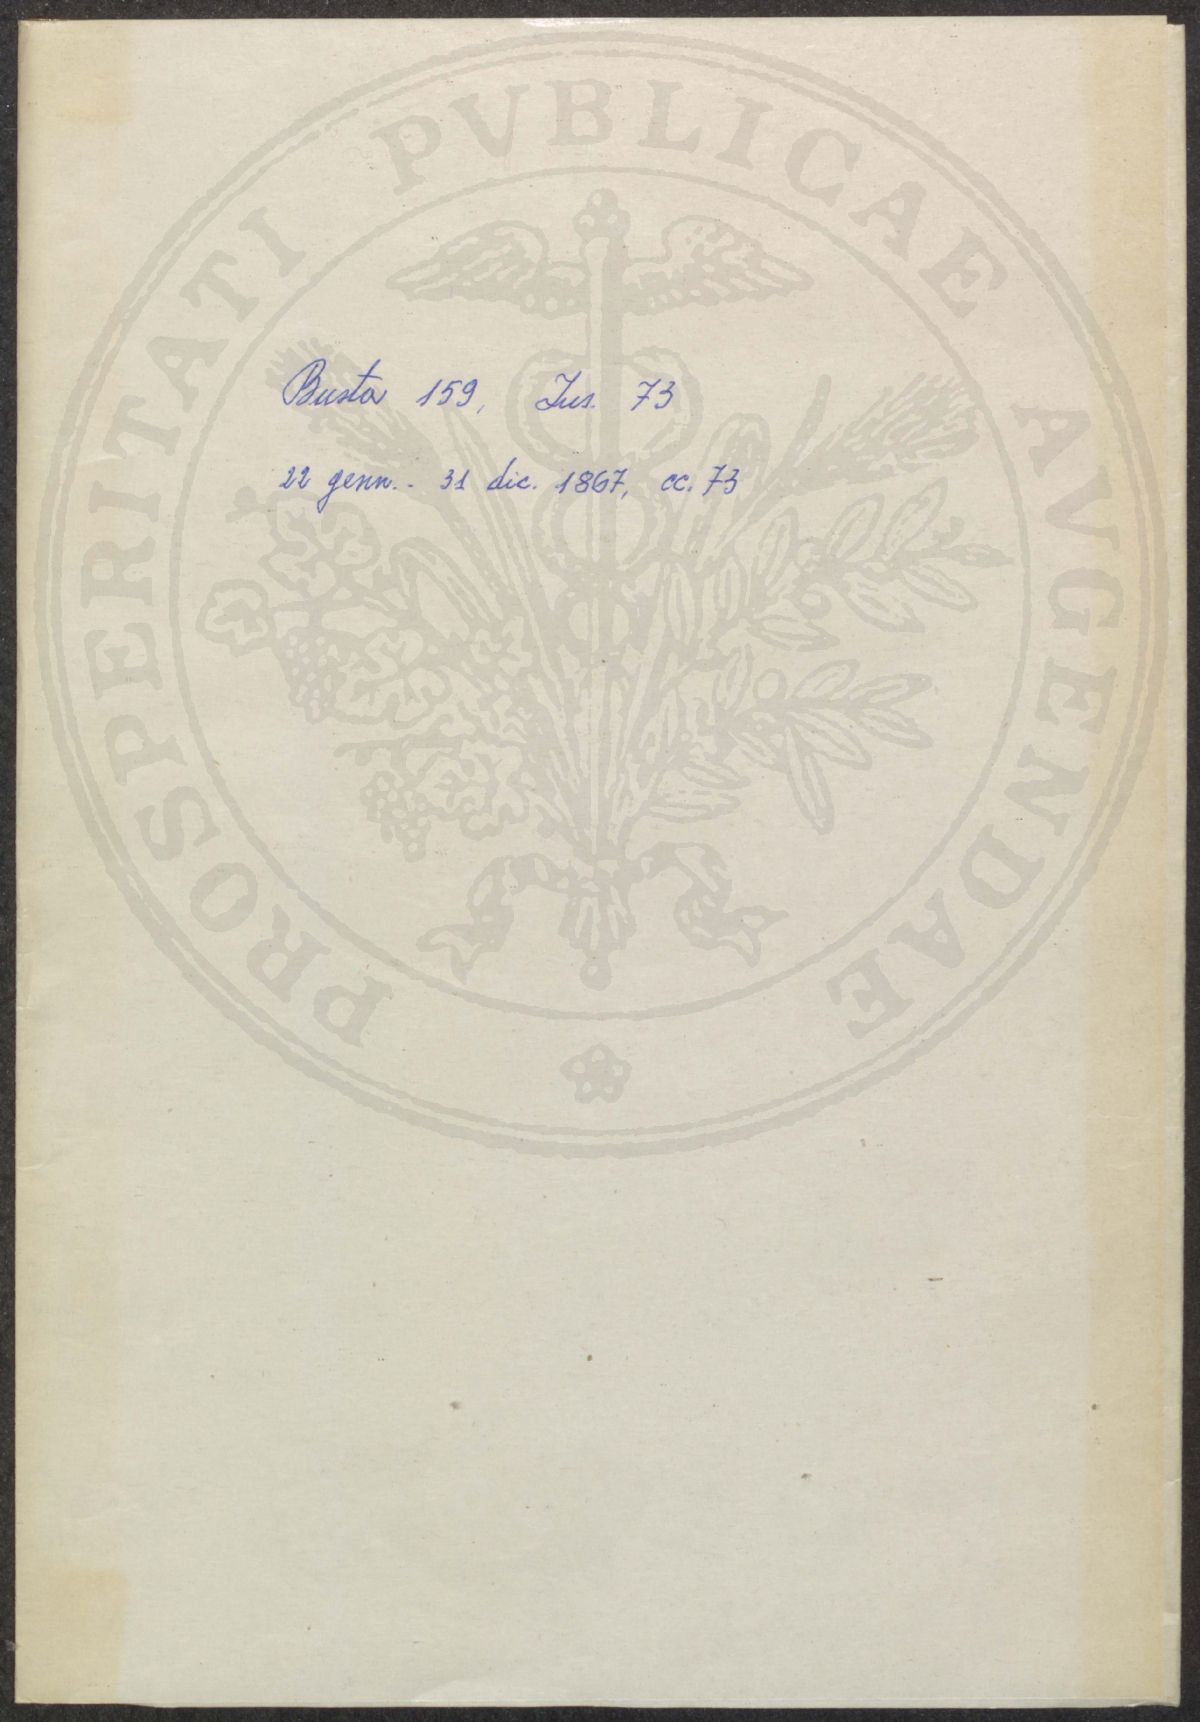 PROSPERITATI PVBLICAE AVGENDAE
Busta 159, Ins. 73
22 genn. - 31 dic. 1867, cc. 73